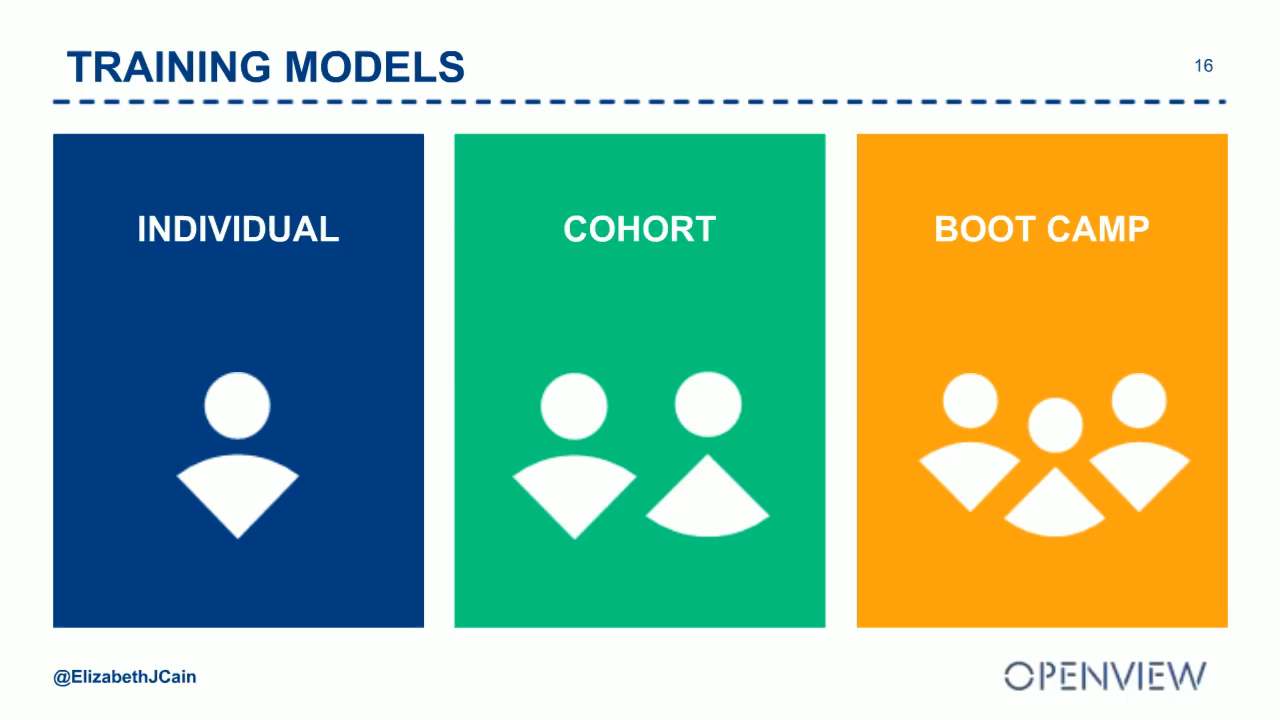 TRAINING MODELS
16
INDIVIDUAL
COHORT
BOOT CAMP
@ElizabethJCain
OPENVIEW